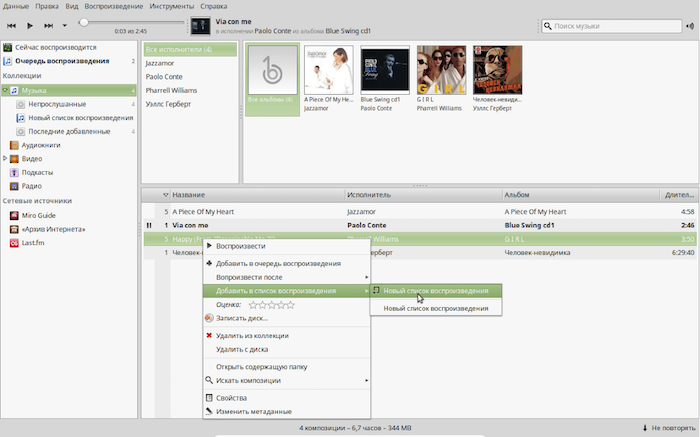 Данные Правка Вид Воспроизведение Инструменты Справка
Via con me
0:03 из 2:45
в исполнении Paolo Conte из альбома Blue Swing cd1
Поиск музыки
Сейчас воспроизводится
Очередь воспроизведения 2
Коллекции
Музыка 4
Непрослушанные 4
Новый список воспроизведения
Последние добавленные 4
Аудиокниги
Видео
Подкасты
Радио
Сетевые источники
Miro Guide
«Архив Интернета»
Last.fm
Все исполнители (4)
Jazzamor
Paolo Conte
Pharrell Williams
Уэллс Герберт
Все альбомы (4)
A Piece Of My He...
Jazzamor
Blue Swing cd1
Paolo Conte
G I R L
Pharrell Williams
Человек-невиди...
Уэллс Герберт
Название Исполнитель Альбом Длител...
5 A Piece Of My Heart Jazzamor A Piece Of My Heart 4:58
1 Via con me Paolo Conte Blue Swing cd1 2:46
5 Happy Williams G I R L 3:50
1 Человек- Герберт Человек-невидимка 6:29:40
Воспроизвести
Добавить в очередь воспроизведения
Вопроизвести после
Добавить в список воспроизведения
Новый список воспроизведения
Новый список воспроизведения
Оценка:
Записать диск...
Удалить из коллекции
Удалить с диска
Открыть содержащую папку
Искать композиции
Свойства
Изменить метаданные
4 композиции – 6,7 часов – 344 MB
Не повторять